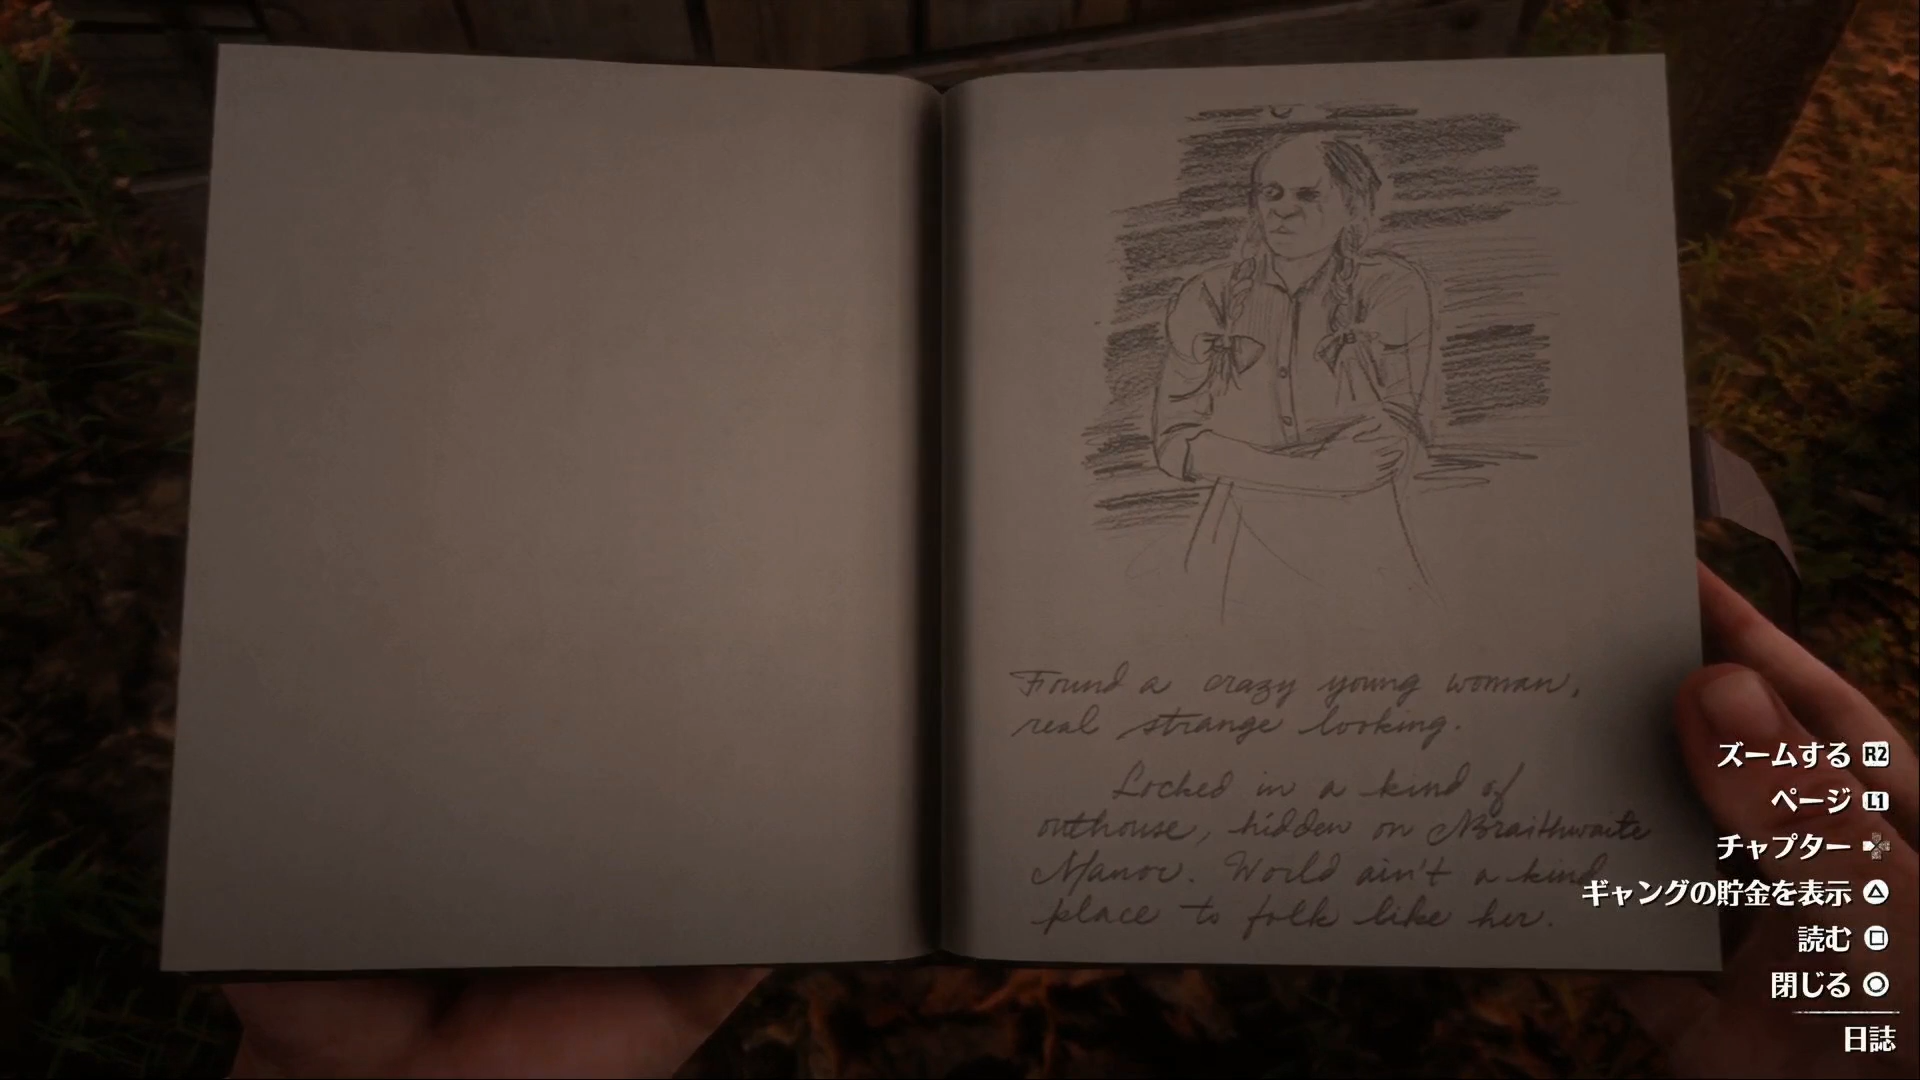 Found a crazy young woman,
real strange looking.
Locked in a kind of
outhouse, hidden on Braithwaite
Manor. World ain't a kind
place to folk like her.
ズームする R2
ページ L1
チャプター
ギャングの貯金を表示
読む
閉じる
日誌